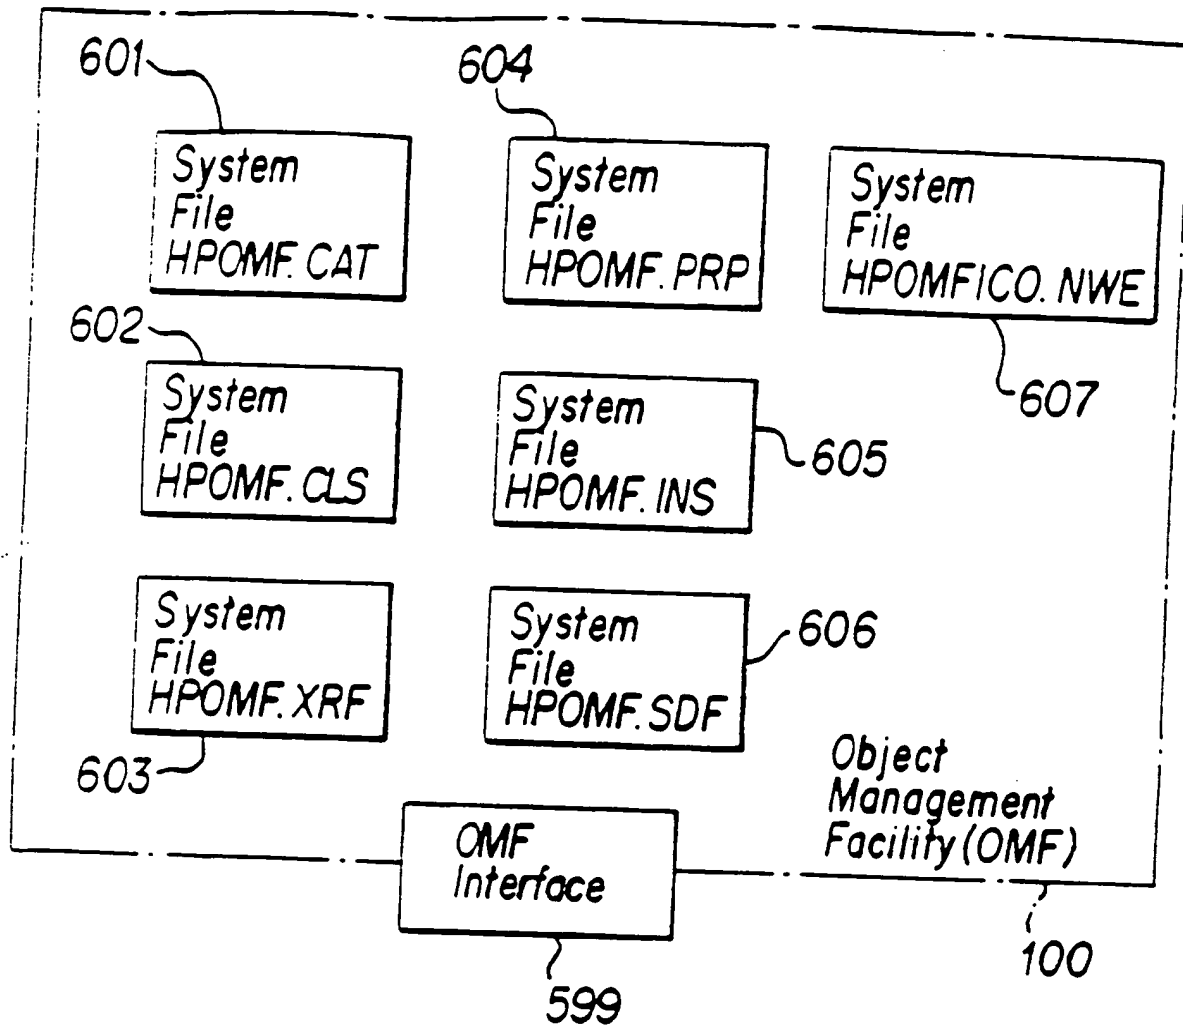 601
System
File
HPOMF.CAT
604
System
File
HPOMF.PRP
System
File
HPOMFICO.NWE
607
602
System
File
HPOMF.CLS
System
File
HPOMF.INS
605
System
File
HPOMF.XRF
603
System
File
HPOMF.SDF
606
Object
Management
Facility(OMF)
100
OMF
Interface
599